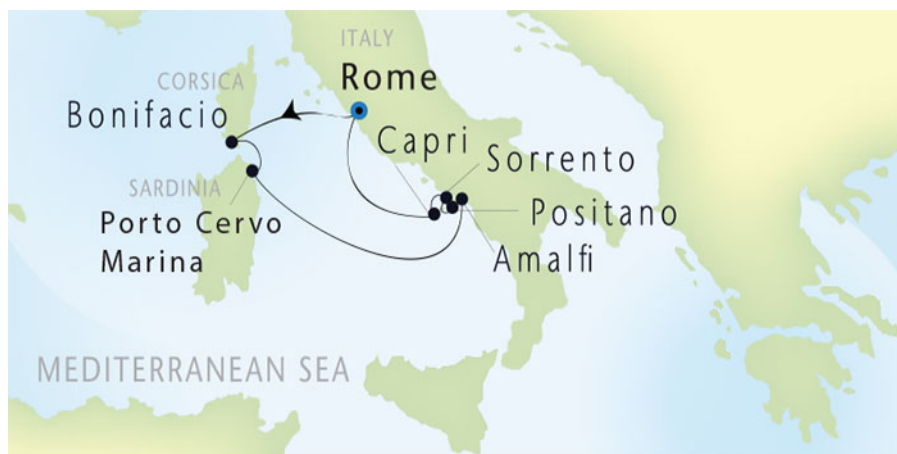 ITALY
Rome
CORSICA
Bonifacio
Capri
Sorrento
SARDINIA
Positano
Porto Cervo
Marina
Amalfi
MEDITERRANEAN SEA